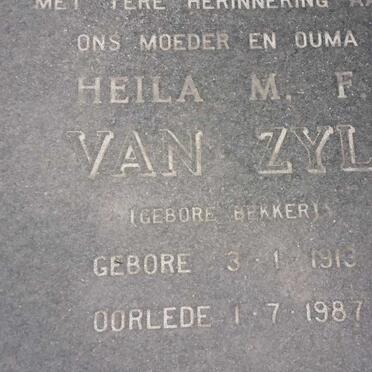 MET TERE HERINNERING AA
ONS MOEDER EN OUMA
HEILA M. F.
VAN ZYL
(GEBORE BEKKER)
GEBORE 3·1·1913
OORLEDE 1·7·1987